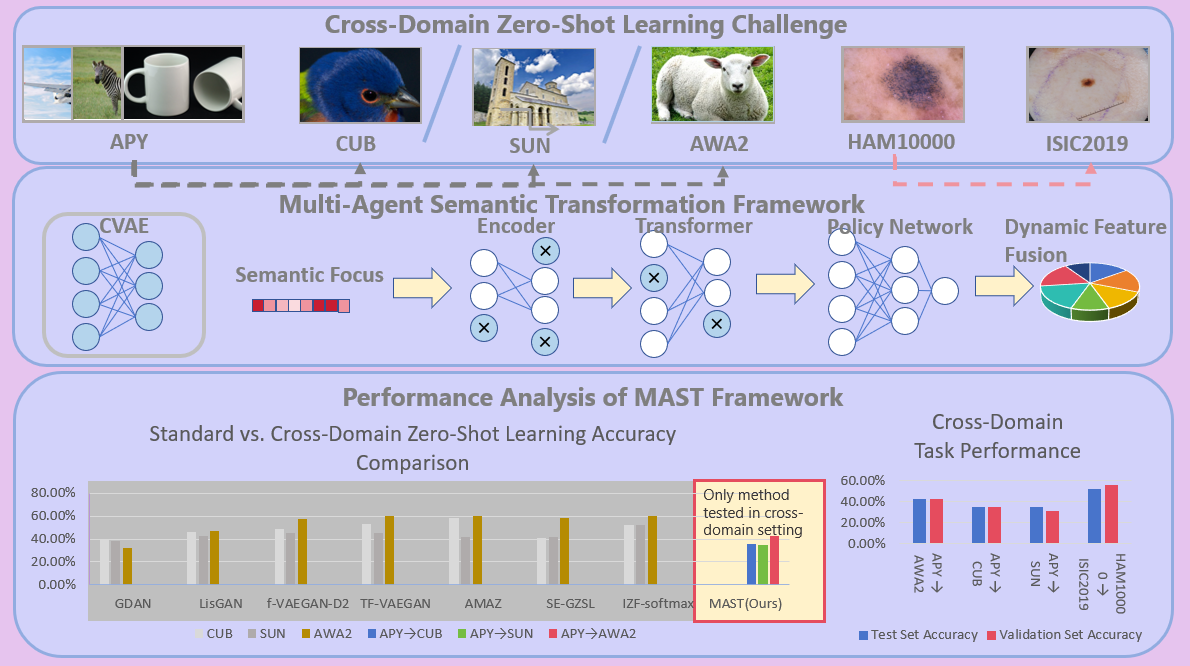 Cross-Domain Zero-Shot Learning Challenge
APY
CUB
SUN
AWA2
HAM10000
ISIC2019
Multi-Agent Semantic Transformation Framework
CVAE
Semantic Focus
Encoder
Transformer
Policy Network
Dynamic Feature
Fusion
Performance Analysis of MAST Framework
Standard vs. Cross-Domain Zero-Shot Learning Accuracy
Comparison
80.00%
60.00%
40.00%
20.00%
0.00%
Only method
tested in cross-
domain setting
GDAN
LisGAN
f-VAEGAN-D2
TF-VAEGAN
AMAZ
SE-GZSL
IZF-softmax
MAST(Ours)
CUB
SUN
AWA2
APY→CUB
APY→SUN
APY→AWA2
Cross-Domain
Task Performance
60.00%
40.00%
20.00%
0.00%
APY →
AWA2
APY →
CUB
APY →
SUN
HAM1000
0 →
ISIC2019
Test Set Accuracy
Validation Set Accuracy